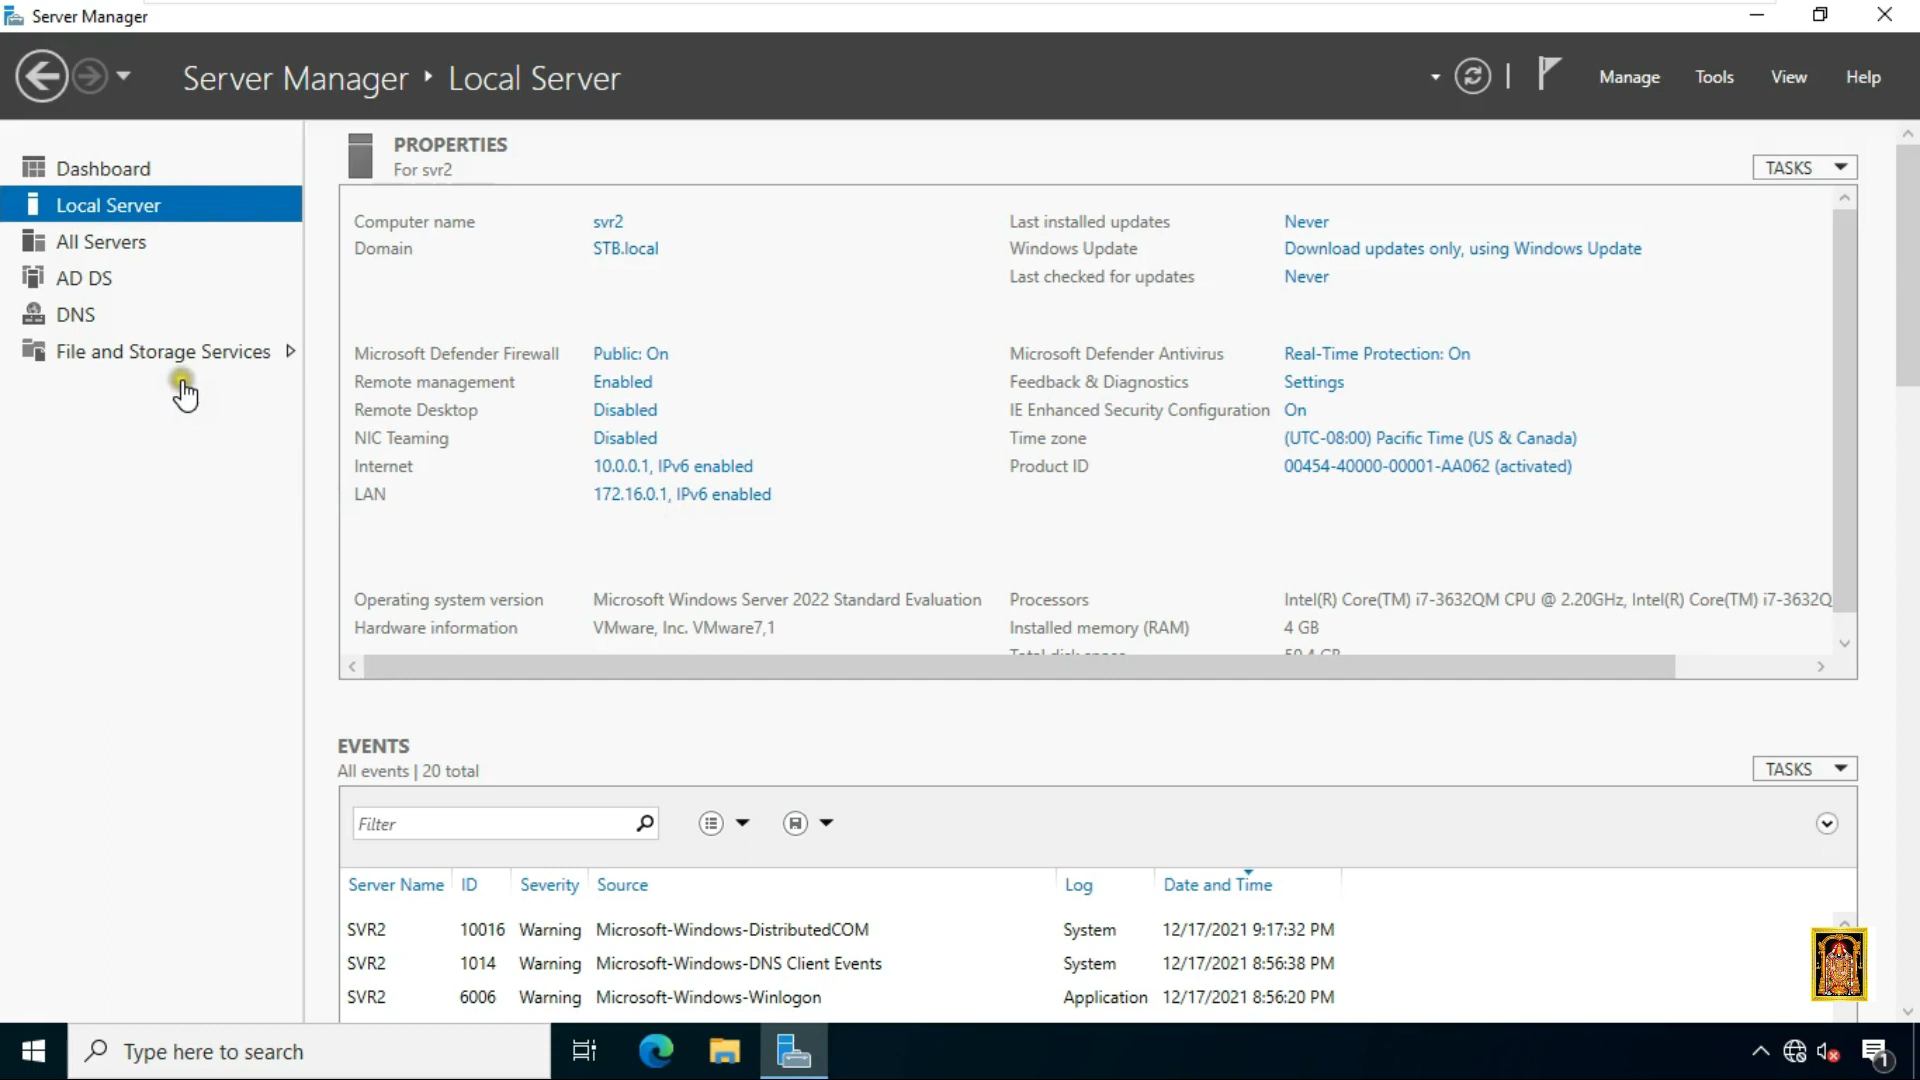 Server Manager
Server Manager ‣ Local Server
Manage Tools View Help
Dashboard
Local Server
All Servers
AD DS
DNS
File and Storage Services
PROPERTIES
For svr2
TASKS
Computer name svr2 Last installed updates Never
Domain STB.local Windows Update Download updates only, using Windows Update
Last checked for updates Never
Microsoft Defender Firewall Public: On Microsoft Defender Antivirus Real-Time Protection: On
Remote management Enabled Feedback & Diagnostics Settings
Remote Desktop Disabled IE Enhanced Security Configuration On
NIC Teaming Disabled Time zone (UTC-08:00) Pacific Time (US & Canada)
Internet 10.0.0.1, IPv6 enabled Product ID 00454-40000-00001-AA062 (activated)
LAN 172.16.0.1, IPv6 enabled
Operating system version Microsoft Windows Server 2022 Standard Evaluation Processors Intel(R) Core(TM) i7-3632QM CPU @ 2.20GHz, Intel(R) Core(TM) i7-3632Q
Hardware information VMware, Inc. VMware7,1 Installed memory (RAM) 4 GB
Total disk space 59.4 GB
EVENTS
All events | 20 total
TASKS
Filter
Server Name ID Severity Source Log Date and Time
SVR2 10016 Warning Microsoft-Windows-DistributedCOM System 12/17/2021 9:17:32 PM
SVR2 1014 Warning Microsoft-Windows-DNS Client Events System 12/17/2021 8:56:38 PM
SVR2 6006 Warning Microsoft-Windows-Winlogon Application 12/17/2021 8:56:20 PM
Type here to search
1